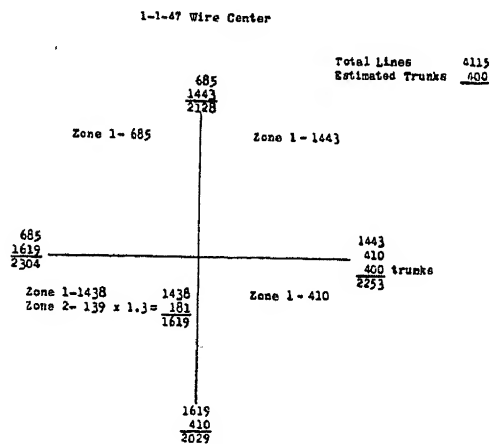 1-1-47 Wire Center
Total Lines 4115
Estimated Trunks 400
685
1443
2128
Zone 1- 685
Zone 1 - 1443
685
1619
2304
1443
410
400 trunks
2253
Zone 1-1438 1438
Zone 2- 139 x 1.3= 181
1619
Zone 1 - 410
1619
410
2029